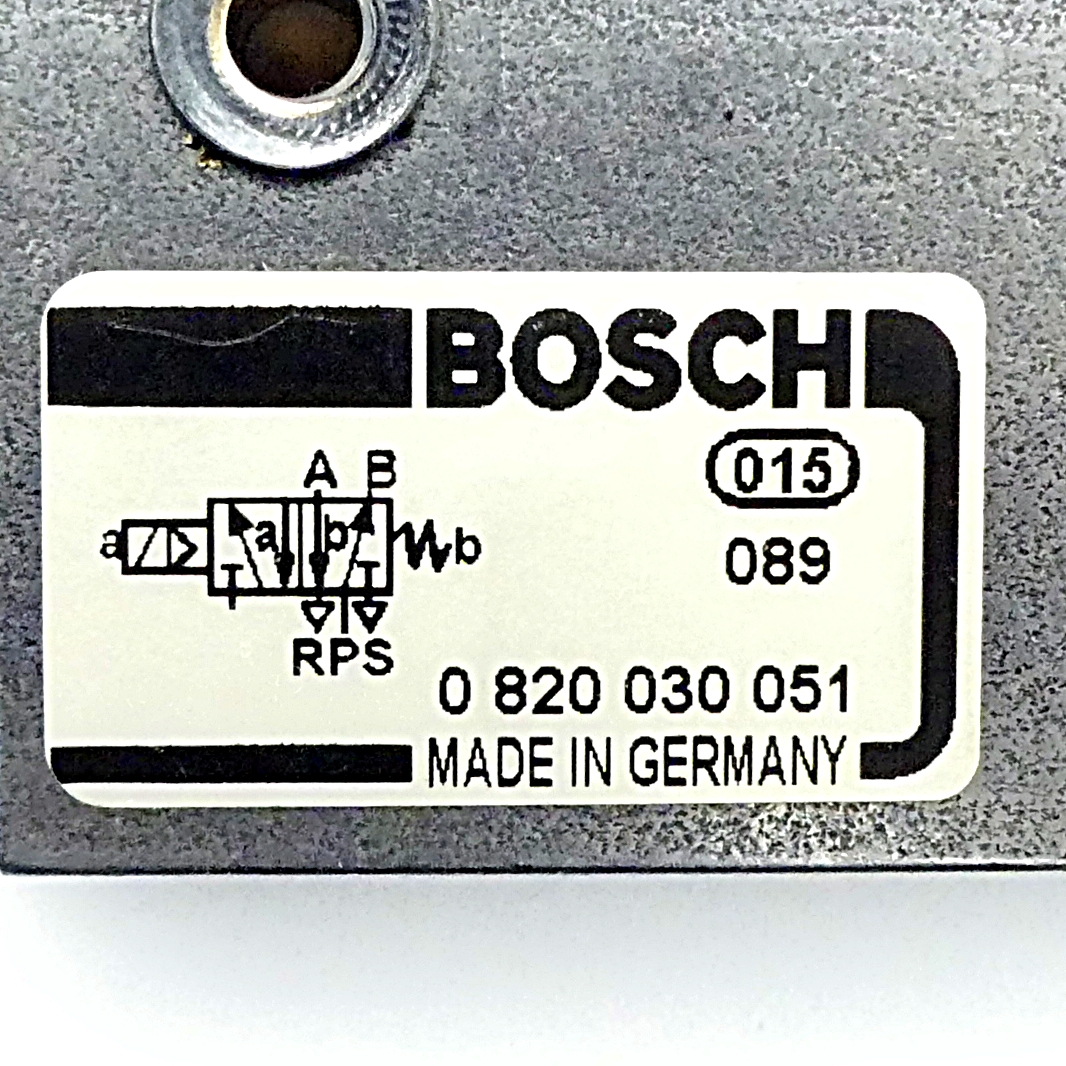 BOSCH
A B
015
a a b b
089
RPS
0 820 030 051
MADE IN GERMANY